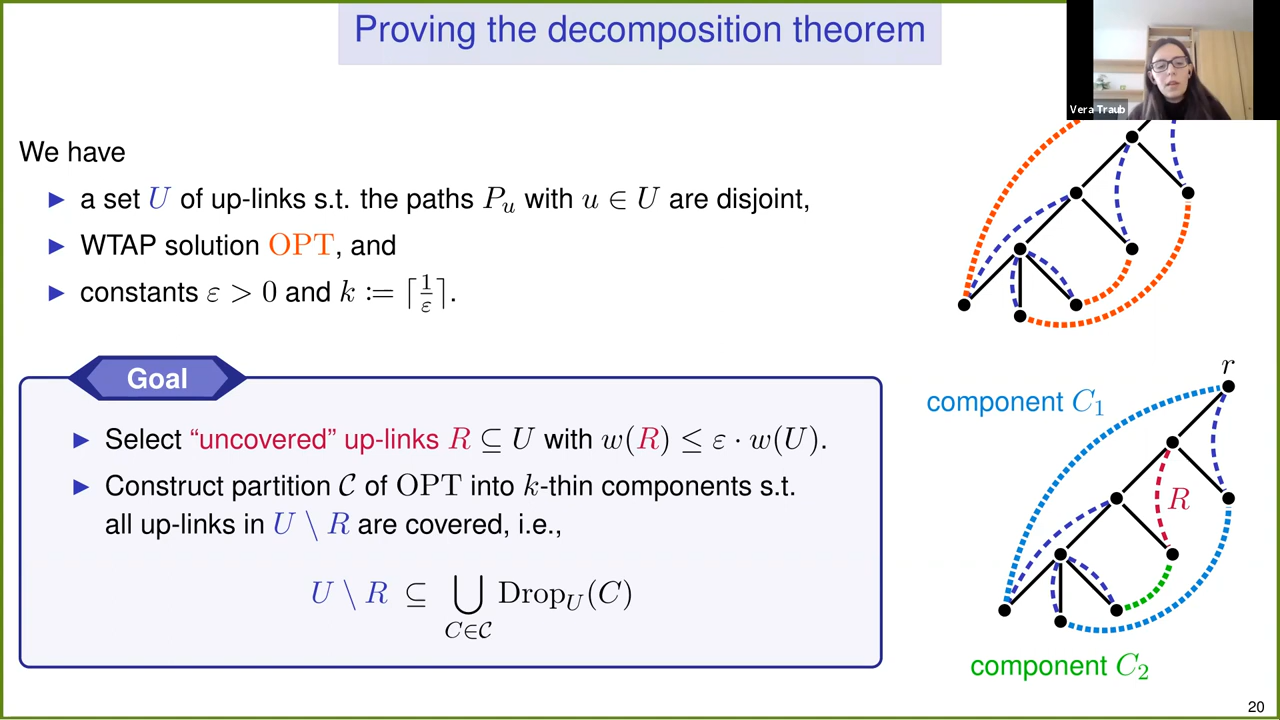 Proving the decomposition theorem
Vera Traub
We have
▶ a set U of up-links s.t. the paths P_u with u ∈ U are disjoint,
▶ WTAP solution OPT, and
▶ constants ε > 0 and k := ⌈1/ε⌉.
Goal
▶ Select “uncovered” up-links R ⊆ U with w(R) ≤ ε · w(U).
▶ Construct partition 𝒞 of OPT into k-thin components s.t.
all up-links in U \ R are covered, i.e.,
U \ R ⊆ ⋃_{C∈𝒞} Drop_U(C)
r
component C_1
R
component C_2
20